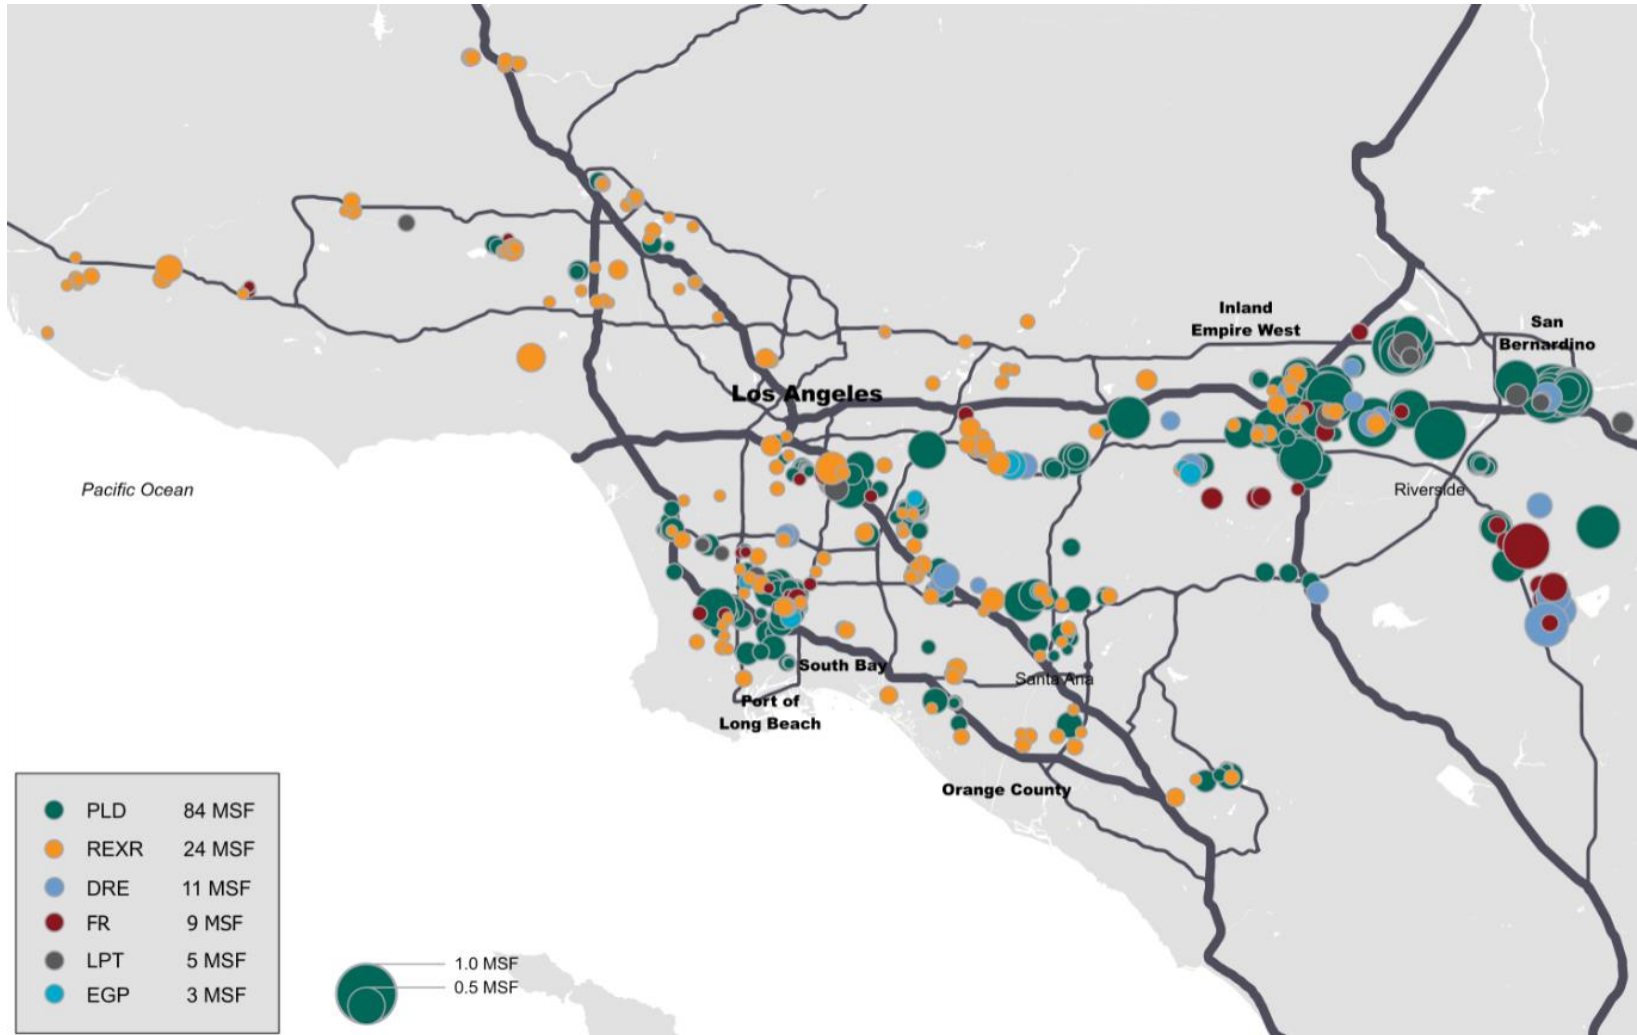 Inland
Empire West
San
Bernardino
Los Angeles
Pacific Ocean
Riverside
South Bay
Santa Ana
Port of
Long Beach
Orange County
PLD 84 MSF
REXR 24 MSF
DRE 11 MSF
FR 9 MSF
LPT 5 MSF
EGP 3 MSF
1.0 MSF
0.5 MSF